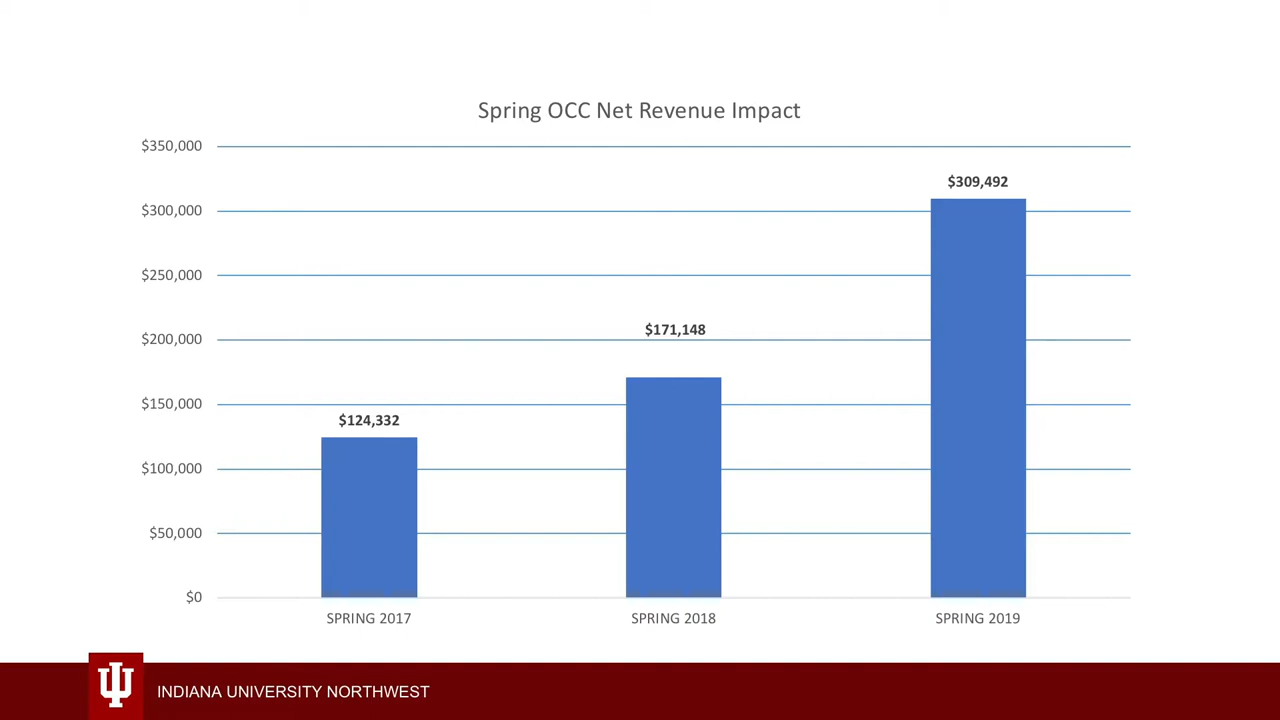 Spring OCC Net Revenue Impact
$350,000
$309,492
$300,000
$250,000
$171,148
$200,000
$150,000
$124,332
$100,000
$50,000
$0
SPRING 2017
SPRING 2018
SPRING 2019
INDIANA UNIVERSITY NORTHWEST